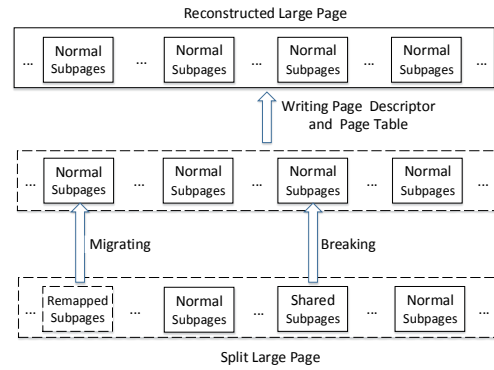 Reconstructed Large Page
... Normal Subpages ... Normal Subpages ... Normal Subpages ... Normal Subpages ...
Writing Page Descriptor
and Page Table
... Normal Subpages ... Normal Subpages ... Normal Subpages ... Normal Subpages ...
Migrating
Breaking
... Remapped Subpages ... Normal Subpages ... Shared Subpages ... Normal Subpages ...
Split Large Page